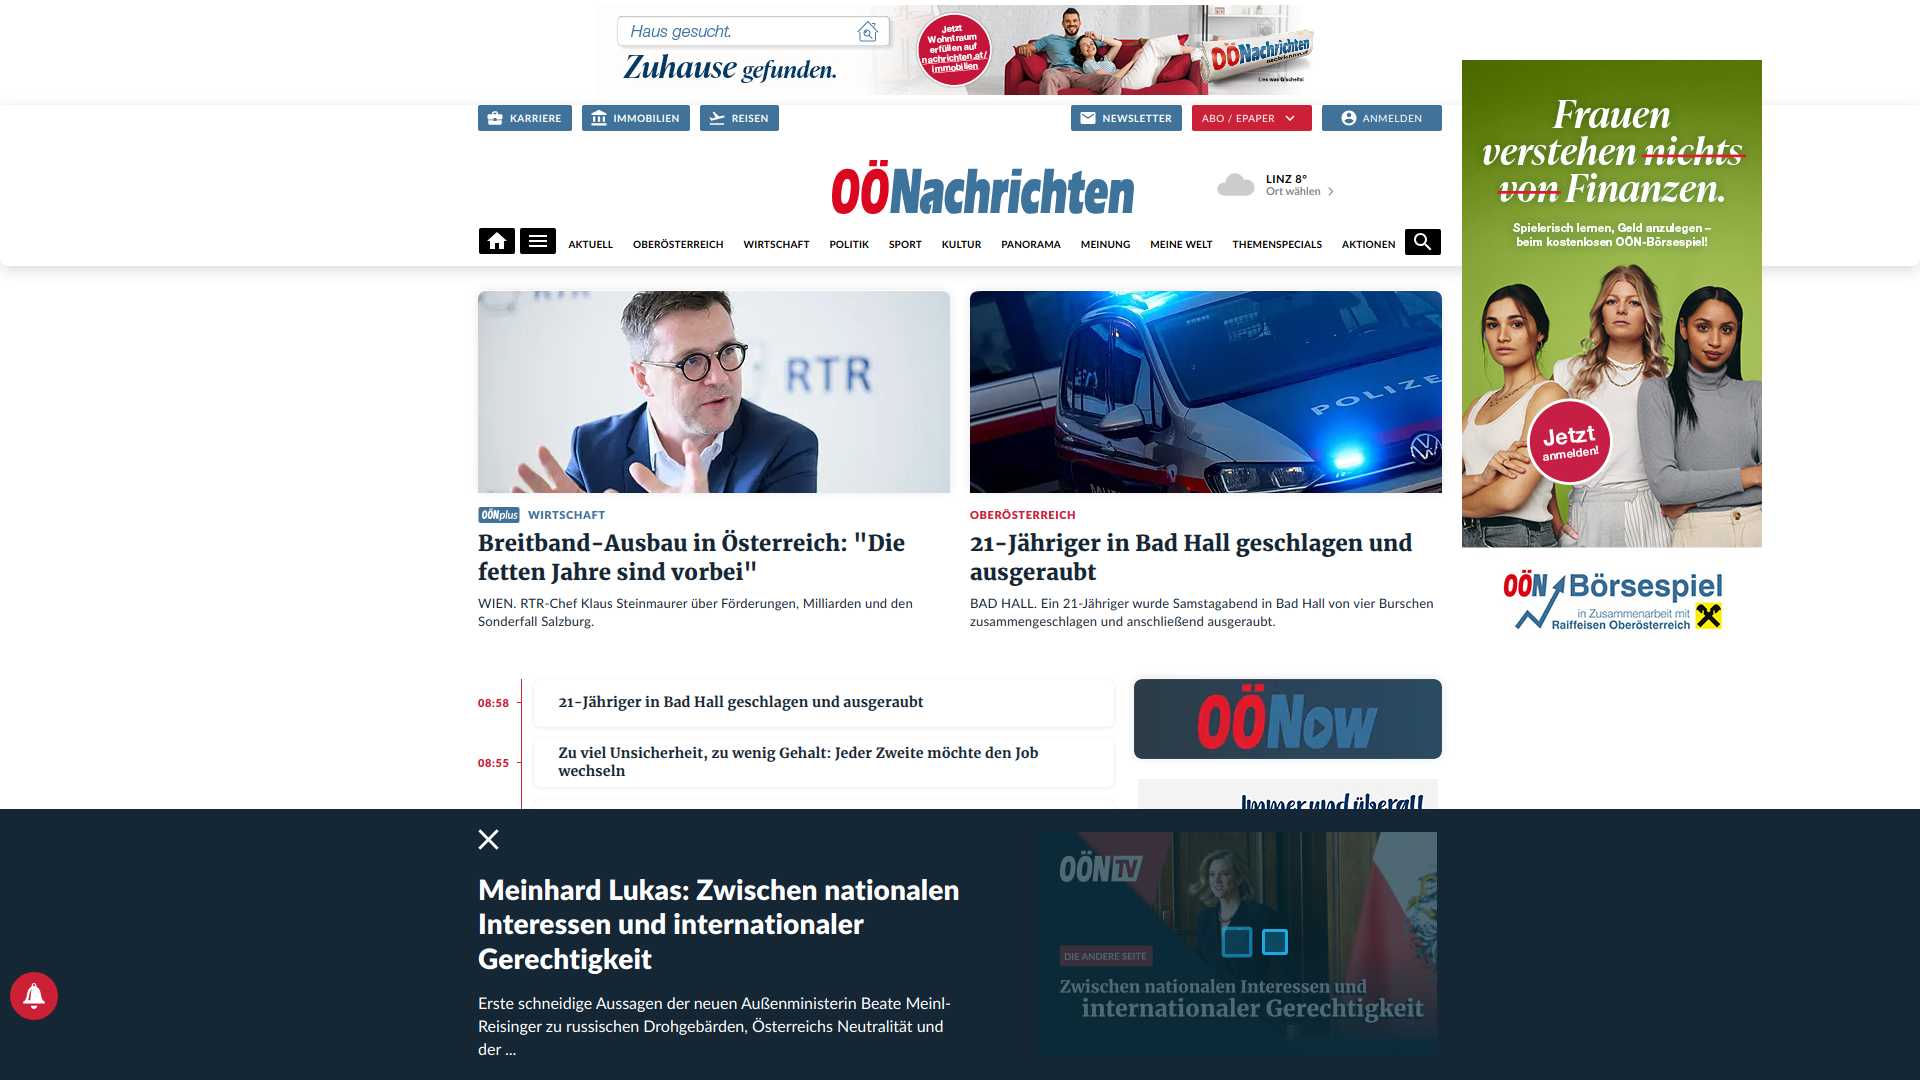 Haus gesucht.
Zuhause gefunden.
Jetzt
Wohntraum
erfüllen auf
nachrichten.at/
immobilien
OÖNachrichten
Lies was G'scheits!
KARRIERE
IMMOBILIEN
REISEN
NEWSLETTER
ABO / EPAPER
ANMELDEN
OÖNachrichten
LINZ 8°
Ort wählen
AKTUELL
OBERÖSTERREICH
WIRTSCHAFT
POLITIK
SPORT
KULTUR
PANORAMA
MEINUNG
MEINE WELT
THEMENSPECIALS
AKTIONEN
Frauen
verstehen nichts
von Finanzen.
Spielerisch lernen, Geld anzulegen –
beim kostenlosen OÖN-Börsespiel!
Jetzt
anmelden!
OÖN Börsespiel
in Zusammenarbeit mit
Raiffeisen Oberösterreich
RTR
RTR
POLIZE
OÖNplus WIRTSCHAFT
Breitband-Ausbau in Österreich: "Die
fetten Jahre sind vorbei"
WIEN. RTR-Chef Klaus Steinmaurer über Förderungen, Milliarden und den
Sonderfall Salzburg.
OBERÖSTERREICH
21-Jähriger in Bad Hall geschlagen und
ausgeraubt
BAD HALL. Ein 21-Jähriger wurde Samstagabend in Bad Hall von vier Burschen
zusammengeschlagen und anschließend ausgeraubt.
08:58
21-Jähriger in Bad Hall geschlagen und ausgeraubt
08:55
Zu viel Unsicherheit, zu wenig Gehalt: Jeder Zweite möchte den Job
wechseln
OÖNow
Immer und überall
Meinhard Lukas: Zwischen nationalen
Interessen und internationaler
Gerechtigkeit
Erste schneidige Aussagen der neuen Außenministerin Beate Meinl-
Reisinger zu russischen Drohgebärden, Österreichs Neutralität und
der ...
OÖN TV
DIE ANDERE SEITE
Zwischen nationalen Interessen und
internationaler Gerechtigkeit